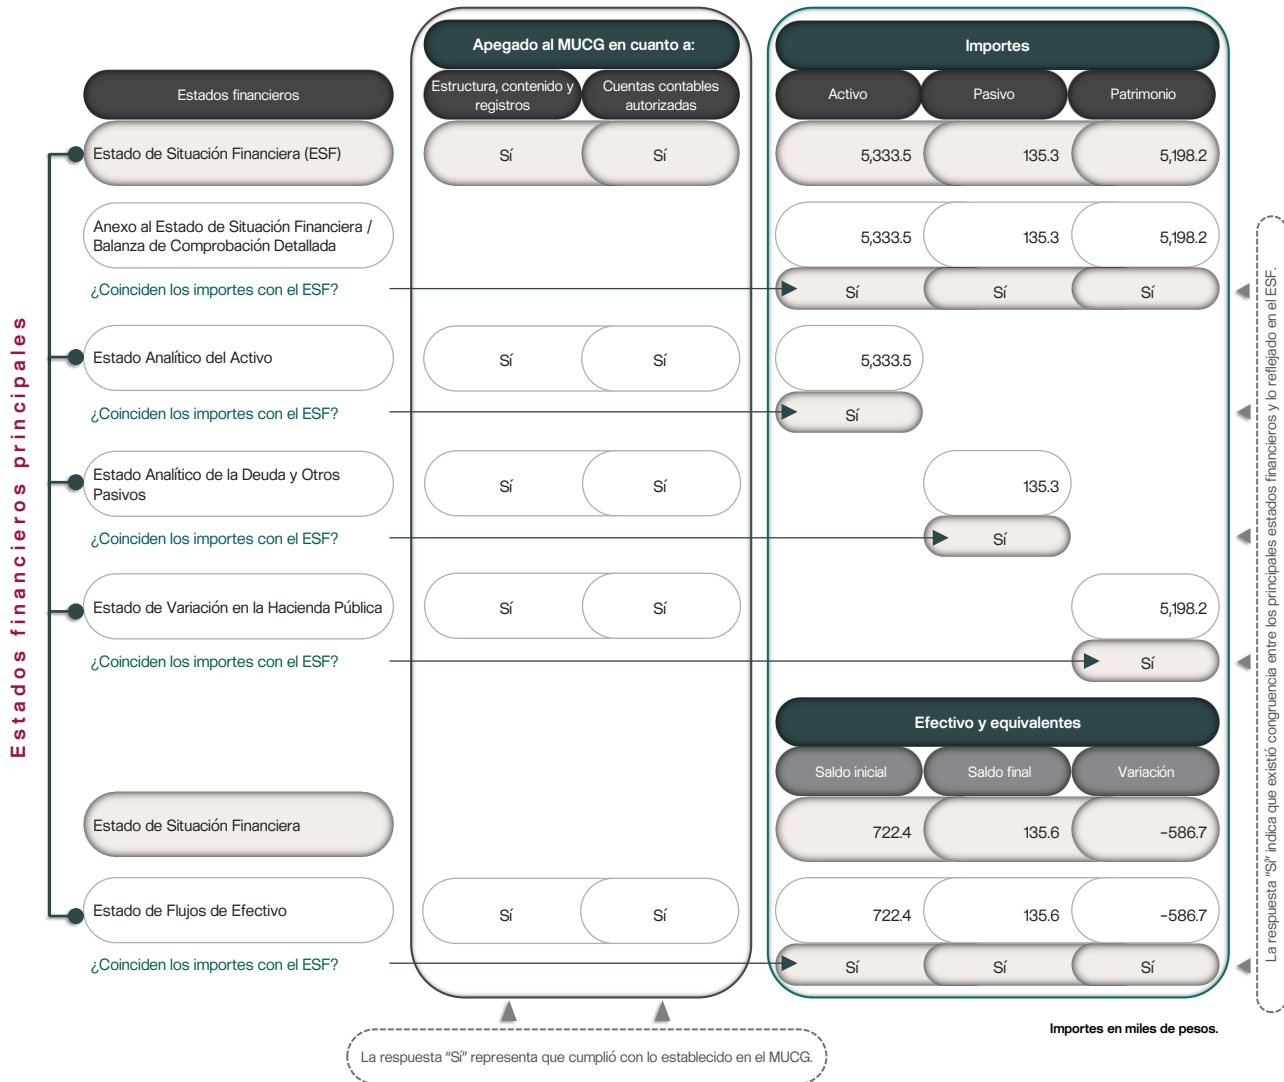 Apegado al MUCG en cuanto a:
Importes
Estados financieros
Estructura, contenido y
registros
Cuentas contables
autorizadas
Activo
Pasivo
Patrimonio
Estado de Situación Financiera (ESF)
Sí
Sí
5,333.5
135.3
5,198.2
Anexo al Estado de Situación Financiera /
Balanza de Comprobación Detallada
5,333.5
135.3
5,198.2
¿Coinciden los importes con el ESF?
Sí
Sí
Sí
Estado Analítico del Activo
Sí
Sí
5,333.5
¿Coinciden los importes con el ESF?
Sí
Estado Analítico de la Deuda y Otros
Pasivos
Sí
Sí
135.3
¿Coinciden los importes con el ESF?
Sí
Estado de Variación en la Hacienda Pública
Sí
Sí
5,198.2
¿Coinciden los importes con el ESF?
Sí
Efectivo y equivalentes
Saldo inicial
Saldo final
Variación
Estado de Situación Financiera
722.4
135.6
-586.7
Estado de Flujos de Efectivo
Sí
Sí
722.4
135.6
-586.7
¿Coinciden los importes con el ESF?
Sí
Sí
Sí
Importes en miles de pesos.
La respuesta "Sí" representa que cumplió con lo establecido en el MUCG.
Estados financieros principales
La respuesta "Sí" indica que existió congruencia entre los principales estados financieros y lo reflejado en el ESF.